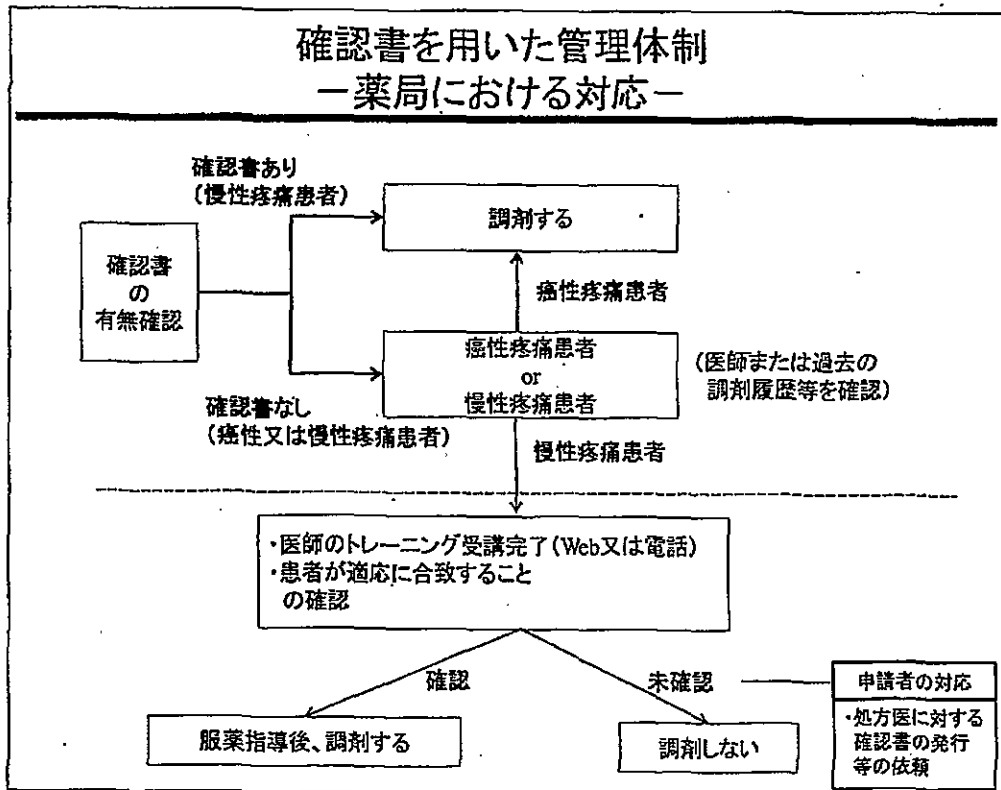 確認書を用いた管理体制
－薬局における対応－
確認書あり
(慢性疼痛患者)
調剤する
確認書
の
有無確認
癌性疼痛患者
癌性疼痛患者
or
慢性疼痛患者
(医師または過去の
調剤履歴等を確認)
確認書なし
(癌性又は慢性疼痛患者)
慢性疼痛患者
・医師のトレーニング受講完了(Web又は電話)
・患者が適応に合致すること
の確認
確認
未確認
申請者の対応
・処方医に対する
確認書の発行
等の依頼
服薬指導後、調剤する
調剤しない